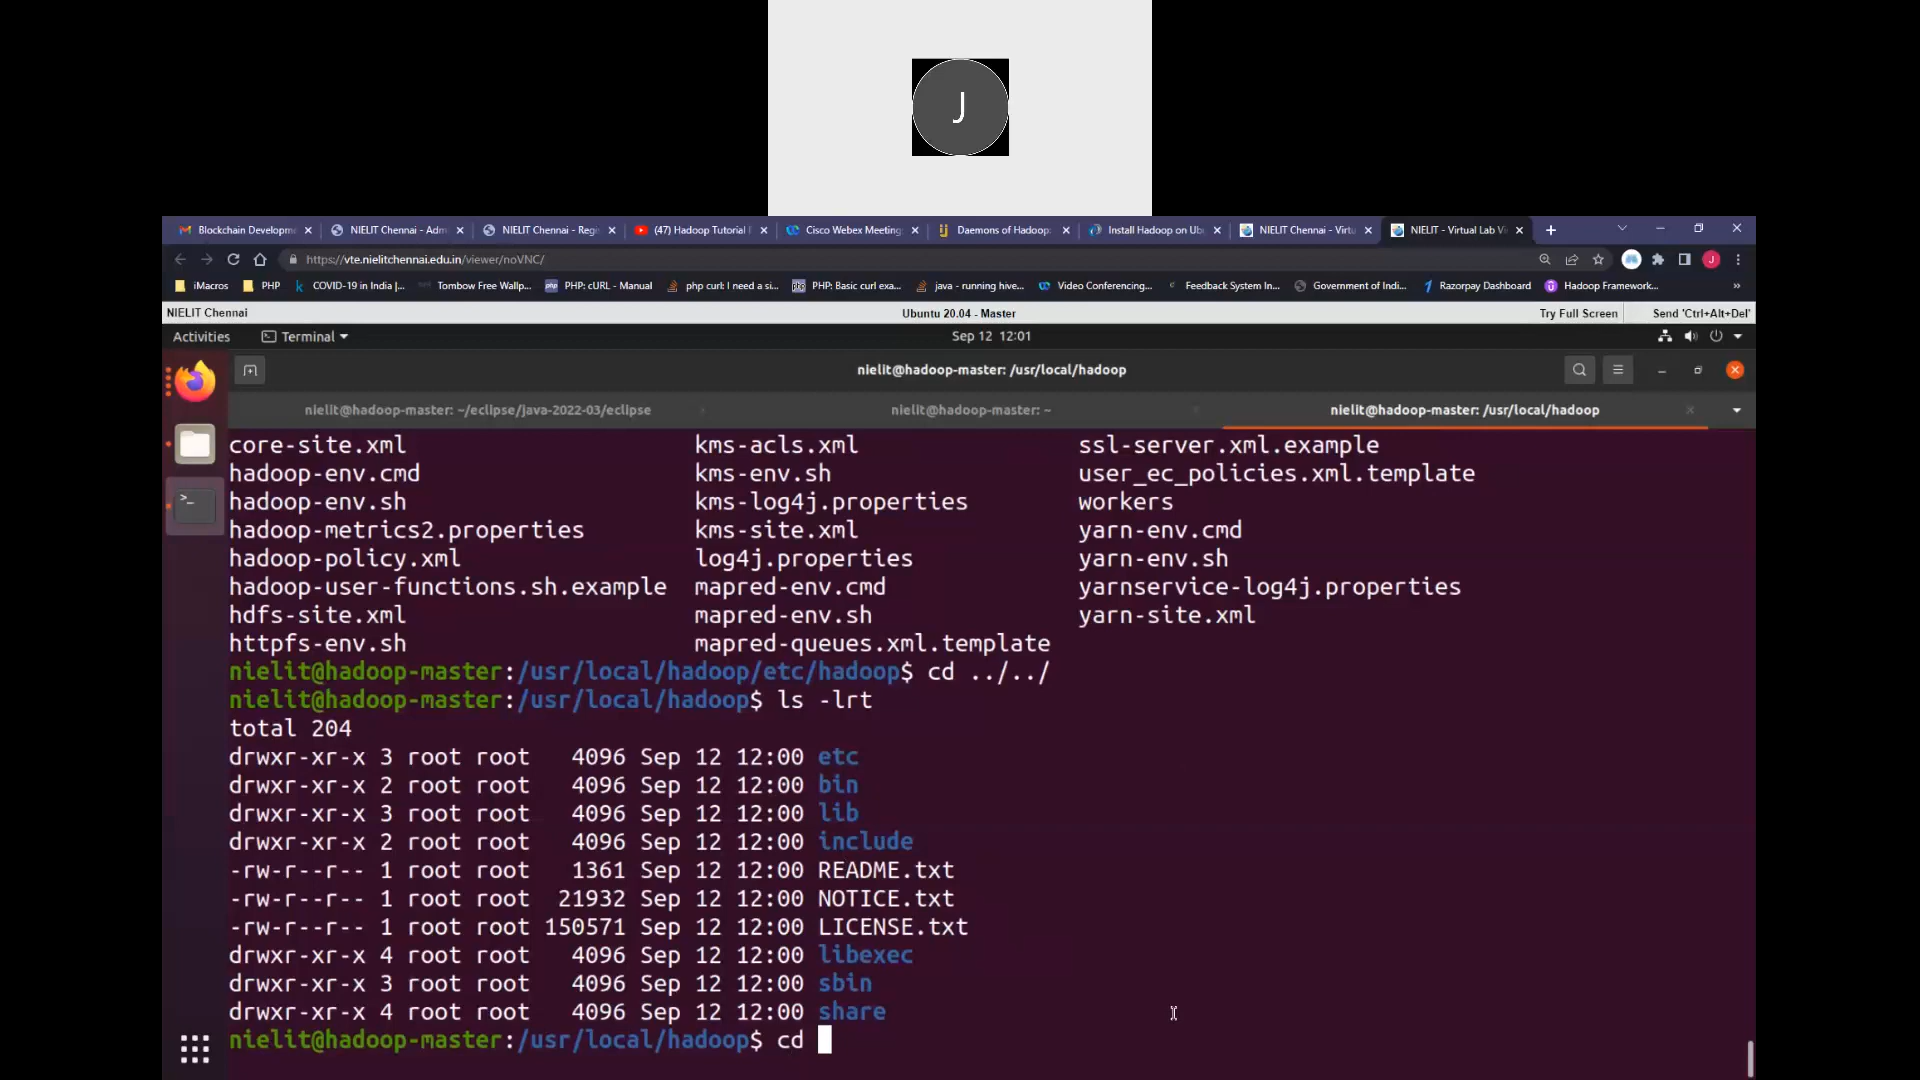 J
Blockchain Developme
NIELIT Chennai - Adm
NIELIT Chennai - Regi
(47) Hadoop Tutorial
Cisco Webex Meeting
Daemons of Hadoop
Install Hadoop on Ub
NIELIT Chennai - Virtu
NIELIT - Virtual Lab Vi
https://vte.nielitchennai.edu.in/viewer/noVNC/
J
iMacros
PHP
COVID-19 in India |...
Tombow Free Wallp...
PHP: cURL - Manual
php curl: I need a si...
PHP: Basic curl exa...
java - running hive...
Video Conferencing...
Feedback System In...
Government of Indi...
Razorpay Dashboard
Hadoop Framework...
NIELIT Chennai
Ubuntu 20.04 - Master
Try Full Screen
Send 'Ctrl+Alt+Del'
Activities
Terminal
Sep 12 12:01
nielit@hadoop-master: /usr/local/hadoop
nielit@hadoop-master: ~/eclipse/java-2022-03/eclipse
nielit@hadoop-master: ~
nielit@hadoop-master: /usr/local/hadoop
core-site.xml kms-acls.xml ssl-server.xml.example
hadoop-env.cmd kms-env.sh user_ec_policies.xml.template
hadoop-env.sh kms-log4j.properties workers
hadoop-metrics2.properties kms-site.xml yarn-env.cmd
hadoop-policy.xml log4j.properties yarn-env.sh
hadoop-user-functions.sh.example mapred-env.cmd yarnservice-log4j.properties
hdfs-site.xml mapred-env.sh yarn-site.xml
httpfs-env.sh mapred-queues.xml.template
nielit@hadoop-master:/usr/local/hadoop/etc/hadoop$ cd ../../
nielit@hadoop-master:/usr/local/hadoop$ ls -lrt
total 204
drwxr-xr-x 3 root root 4096 Sep 12 12:00 etc
drwxr-xr-x 2 root root 4096 Sep 12 12:00 bin
drwxr-xr-x 3 root root 4096 Sep 12 12:00 lib
drwxr-xr-x 2 root root 4096 Sep 12 12:00 include
-rw-r--r-- 1 root root 1361 Sep 12 12:00 README.txt
-rw-r--r-- 1 root root 21932 Sep 12 12:00 NOTICE.txt
-rw-r--r-- 1 root root 150571 Sep 12 12:00 LICENSE.txt
drwxr-xr-x 4 root root 4096 Sep 12 12:00 libexec
drwxr-xr-x 3 root root 4096 Sep 12 12:00 sbin
drwxr-xr-x 4 root root 4096 Sep 12 12:00 share
nielit@hadoop-master:/usr/local/hadoop$ cd